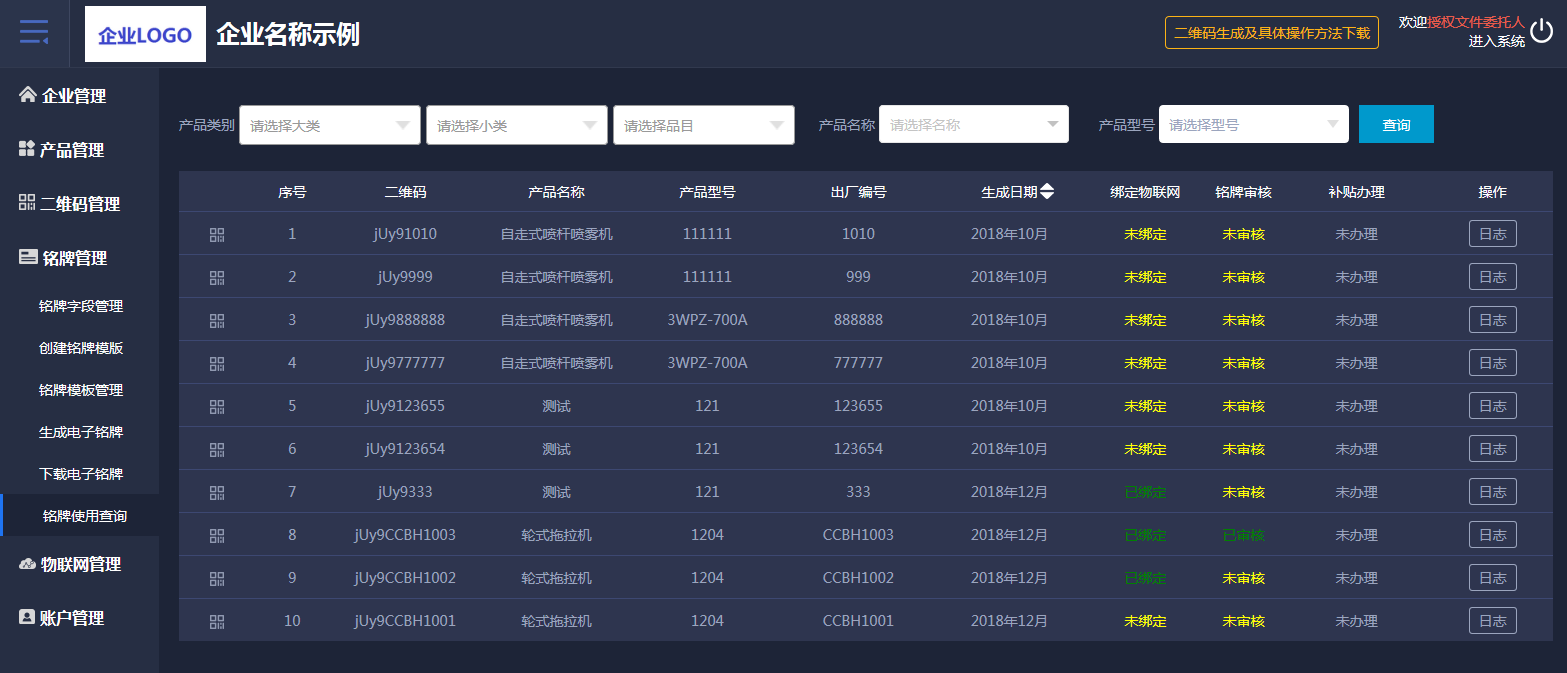 企业LOGO 企业名称示例 二维码生成及具体操作方法下载 欢迎授权文件委托人
进入系统
企业管理
产品管理
二维码管理
铭牌管理
铭牌字段管理
创建铭牌模版
铭牌模板管理
生成电子铭牌
下载电子铭牌
铭牌使用查询
物联网管理
账户管理
产品类别 请选择大类 请选择小类 请选择品目 产品名称 请选择名称 产品型号 请选择型号 查询
序号 二维码 产品名称 产品型号 出厂编号 生成日期 绑定物联网 铭牌审核 补贴办理 操作
1 jUy91010 自走式喷杆喷雾机 111111 1010 2018年10月 未绑定 未审核 未办理 日志
2 jUy9999 自走式喷杆喷雾机 111111 999 2018年10月 未绑定 未审核 未办理 日志
3 jUy9888888 自走式喷杆喷雾机 3WPZ-700A 888888 2018年10月 未绑定 未审核 未办理 日志
4 jUy9777777 自走式喷杆喷雾机 3WPZ-700A 777777 2018年10月 未绑定 未审核 未办理 日志
5 jUy9123655 测试 121 123655 2018年10月 未绑定 未审核 未办理 日志
6 jUy9123654 测试 121 123654 2018年10月 未绑定 未审核 未办理 日志
7 jUy9333 测试 121 333 2018年12月 已绑定 未审核 未办理 日志
8 jUy9CCBH1003 轮式拖拉机 1204 CCBH1003 2018年12月 已绑定 已审核 未办理 日志
9 jUy9CCBH1002 轮式拖拉机 1204 CCBH1002 2018年12月 已绑定 未审核 未办理 日志
10 jUy9CCBH1001 轮式拖拉机 1204 CCBH1001 2018年12月 未绑定 未审核 未办理 日志